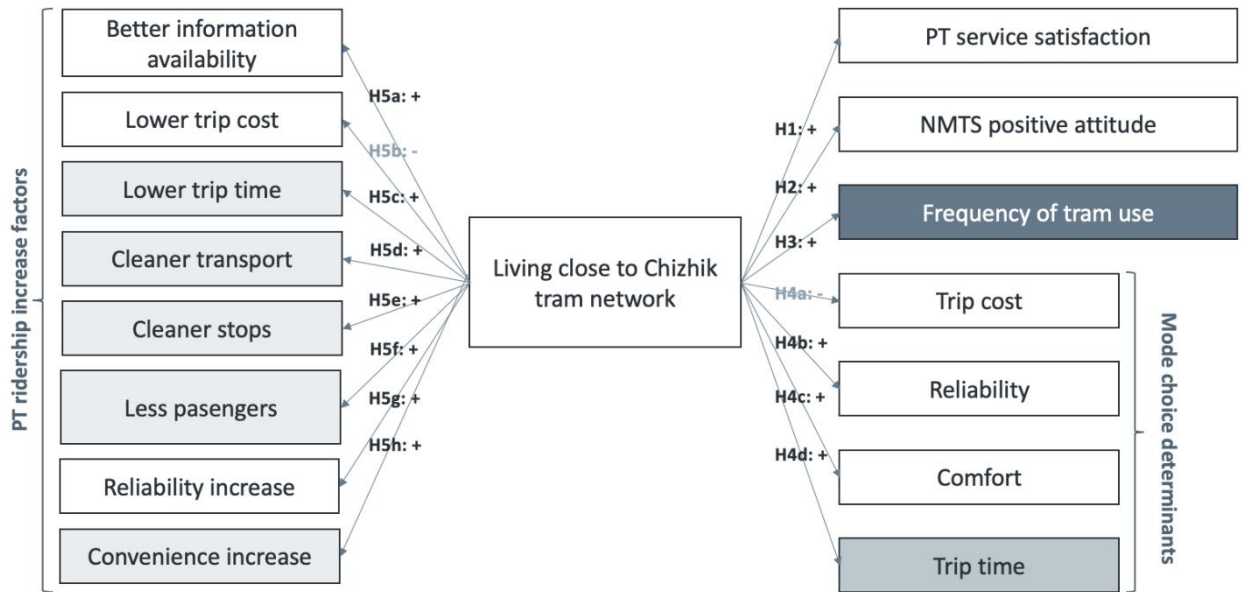 PT ridership increase factors
Better information
availability
Lower trip cost
Lower trip time
Cleaner transport
Cleaner stops
Less pasengers
Reliability increase
Convenience increase
H5a: +
H5b: -
H5c: +
H5d: +
H5e: +
H5f: +
H5g: +
H5h: +
Living close to Chizhik
tram network
H1: +
H2: +
H3: +
H4a: -
H4b: +
H4c: +
H4d: +
PT service satisfaction
NMTS positive attitude
Frequency of tram use
Trip cost
Reliability
Comfort
Trip time
Mode choice determinants